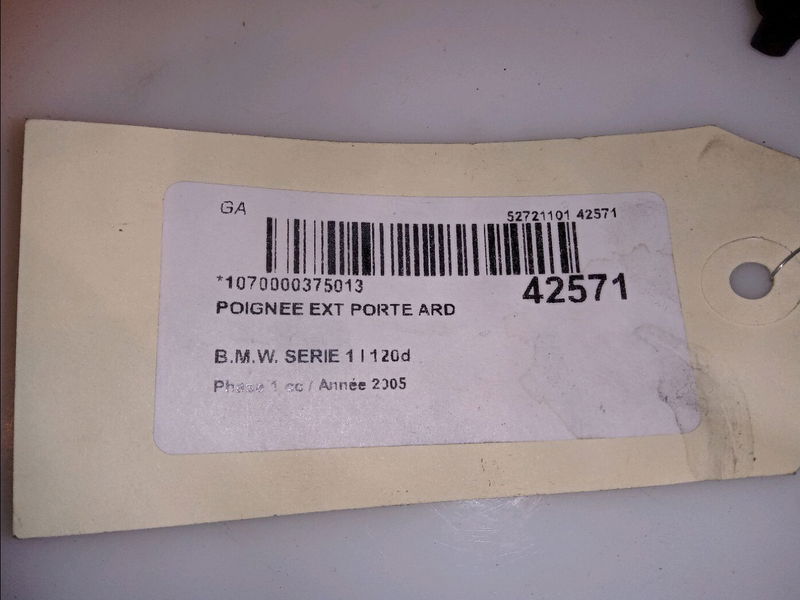 GA
52721101 42571
*1070000375013
42571
POIGNEE EXT PORTE ARD
B.M.W. SERIE 1 I 120d
Phase 1 cc / Année 2005